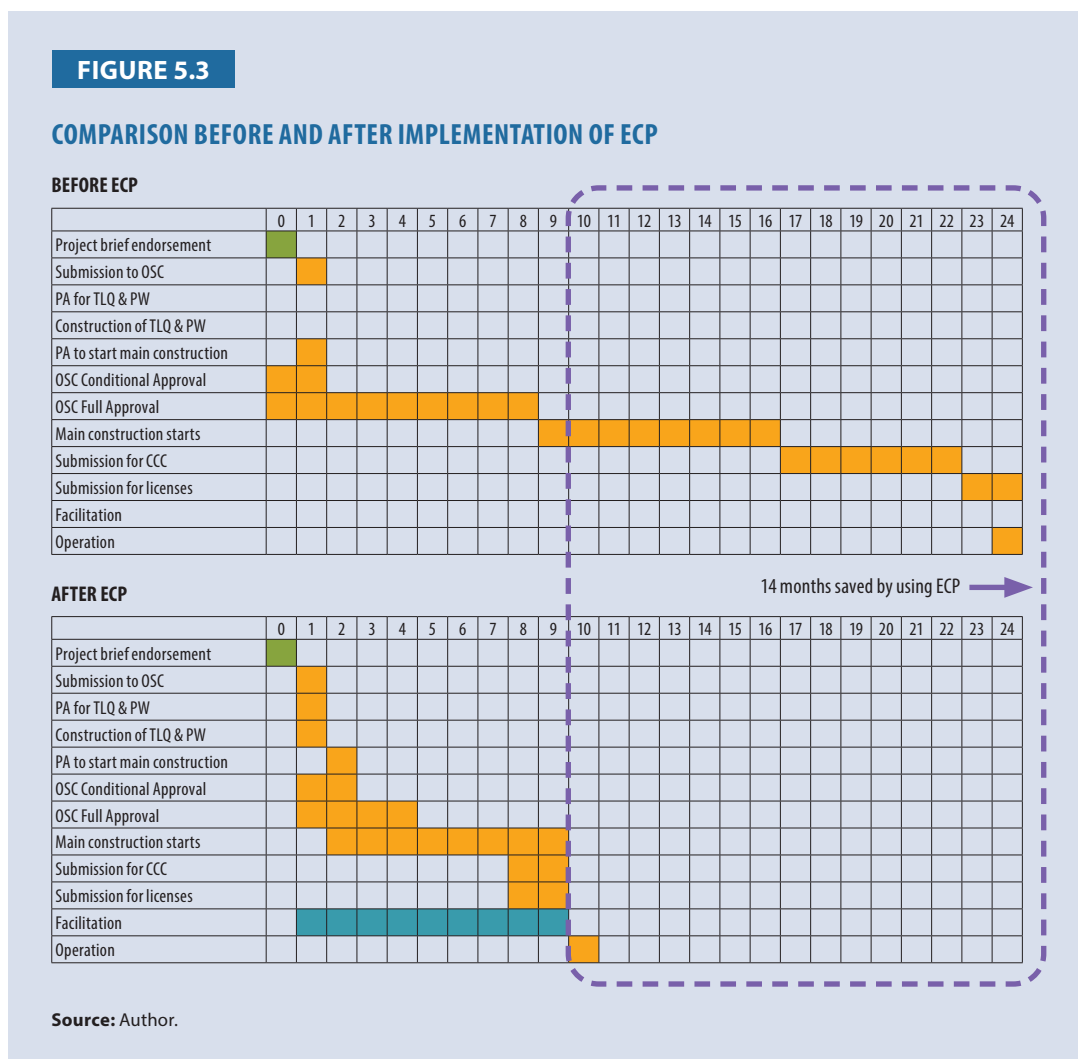 FIGURE 5.3
COMPARISON BEFORE AND AFTER IMPLEMENTATION OF ECP
BEFORE ECP
0 1 2 3 4 5 6 7 8 9 10 11 12 13 14 15 16 17 18 19 20 21 22 23 24
Project brief endorsement
Submission to OSC
PA for TLQ & PW
Construction of TLQ & PW
PA to start main construction
OSC Conditional Approval
OSC Full Approval
Main construction starts
Submission for CCC
Submission for licenses
Facilitation
Operation
14 months saved by using ECP
AFTER ECP
0 1 2 3 4 5 6 7 8 9 10 11 12 13 14 15 16 17 18 19 20 21 22 23 24
Project brief endorsement
Submission to OSC
PA for TLQ & PW
Construction of TLQ & PW
PA to start main construction
OSC Conditional Approval
OSC Full Approval
Main construction starts
Submission for CCC
Submission for licenses
Facilitation
Operation
Source: Author.